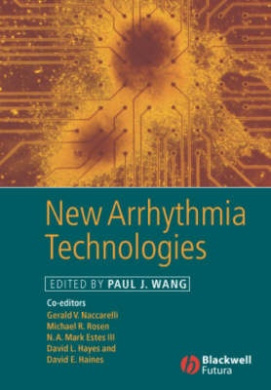 New Arrhythmia
Technologies
EDITED BY PAUL J. WANG
Co-editors
Gerald V. Naccarelli
Michael R. Rosen
N.A. Mark Estes III
David L. Hayes and
David E. Haines
Blackwell
Futura